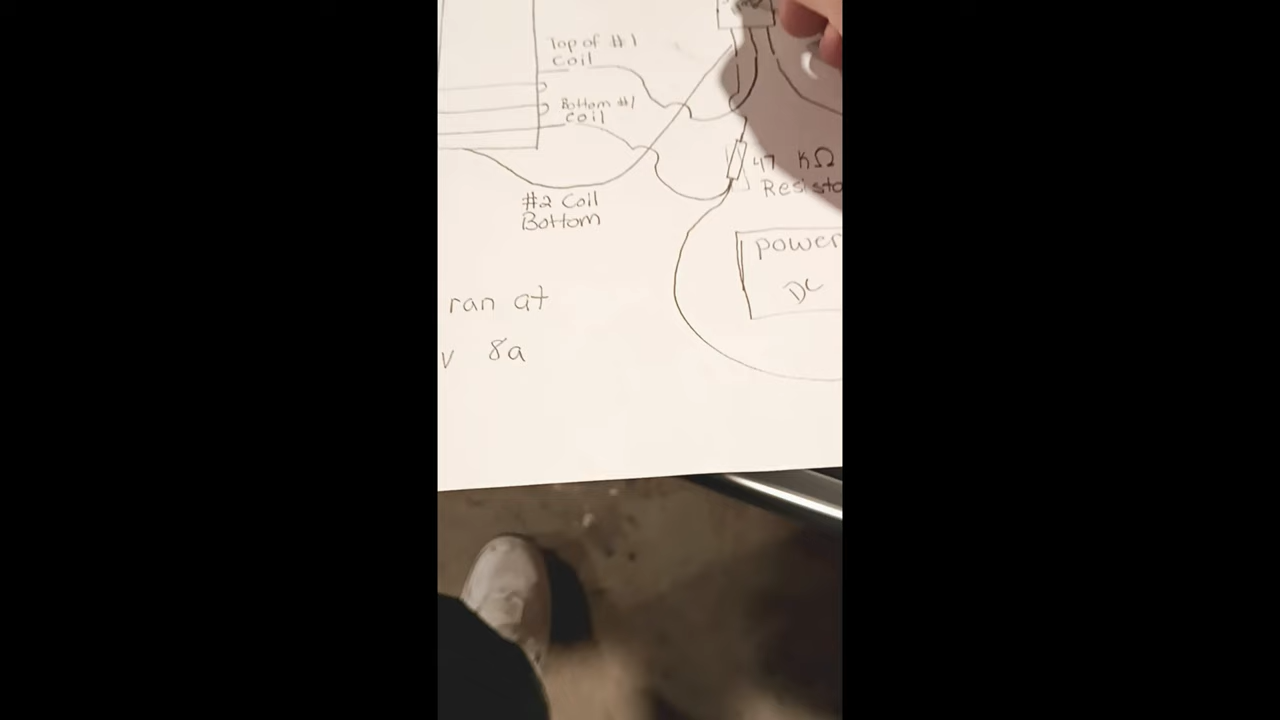 Top of #1
Coil
Bottom #1
Coil
47 KΩ
Resisto
#2 Coil
Bottom
power
DC
ran at
v 8a